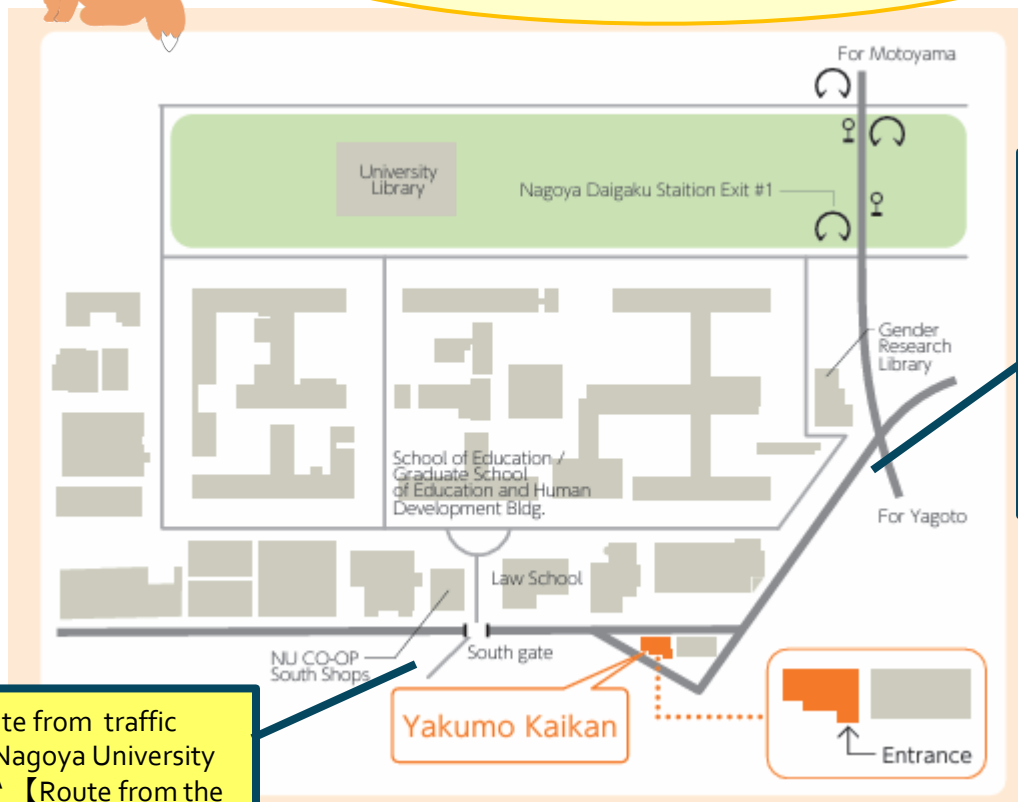 For Motoyama
University
Library
Nagoya Daigaku Staition Exit #1
Gender
Research
Library
School of Education /
Graduate School
of Education and Human
Development Bldg.
For Yagoto
Law School
NU CO-OP
South Shops
South gate
Yakumo Kaikan
Entrance
te from traffic
Nagoya University
【Route from the